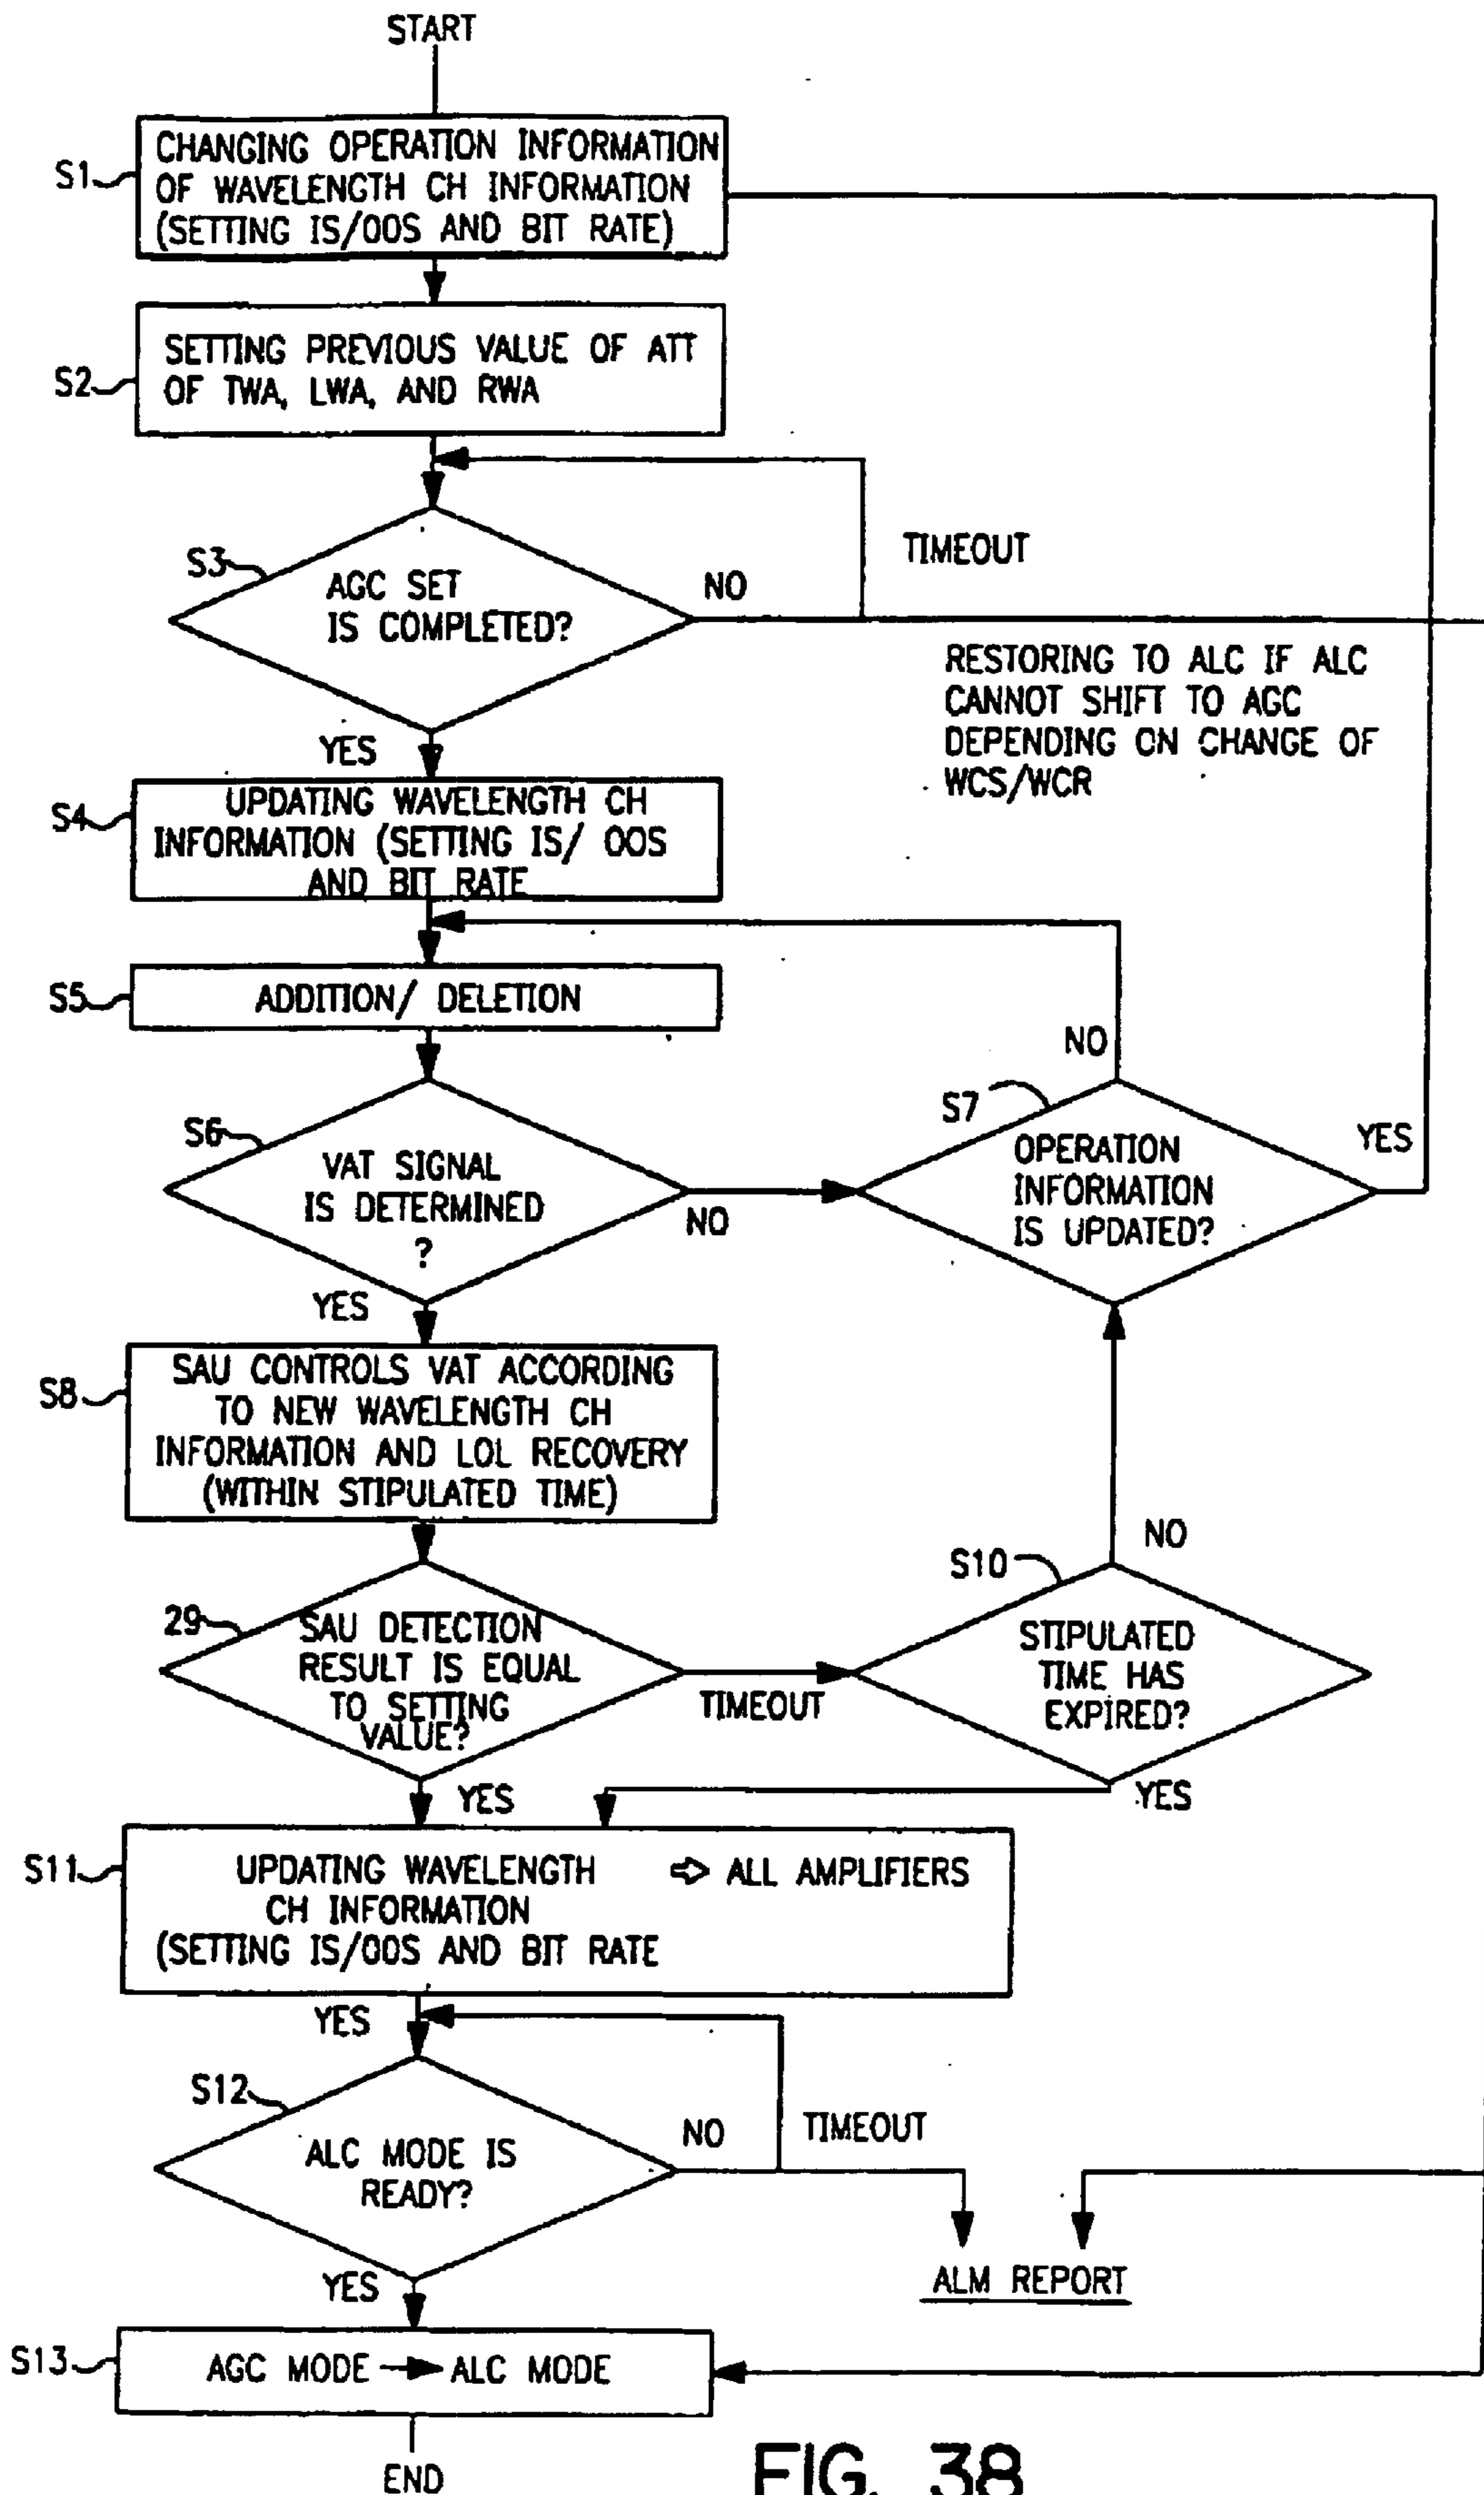 START
S1
CHANGING OPERATION INFORMATION
OF WAVELENGTH CH INFORMATION
(SETTING IS/OOS AND BIT RATE)
S2
SETTING PREVIOUS VALUE OF ATT
OF TWA, LWA, AND RWA
S3
AGC SET
IS COMPLETED?
NO
TIMEOUT
RESTORING TO ALC IF ALC
CANNOT SHIFT TO AGC
DEPENDING ON CHANGE OF
WCS/WCR
YES
S4
UPDATING WAVELENGTH CH
INFORMATION (SETTING IS/ OOS
AND BIT RATE
S5
ADDITION/ DELETION
NO
S6
VAT SIGNAL
IS DETERMINED
?
NO
S7
OPERATION
INFORMATION
IS UPDATED?
YES
YES
S8
SAU CONTROLS VAT ACCORDING
TO NEW WAVELENGTH CH
INFORMATION AND LOL RECOVERY
(WITHIN STIPULATED TIME)
NO
29
SAU DETECTION
RESULT IS EQUAL
TO SETTING
VALUE?
TIMEOUT
S10
STIPULATED
TIME HAS
EXPIRED?
YES
YES
S11
UPDATING WAVELENGTH ⇨ ALL AMPLIFIERS
CH INFORMATION
(SETTING IS/OOS AND BIT RATE
YES
S12
ALC MODE IS
READY?
NO
TIMEOUT
ALM REPORT
YES
S13
AGC MODE → ALC MODE
END
FIG. 38